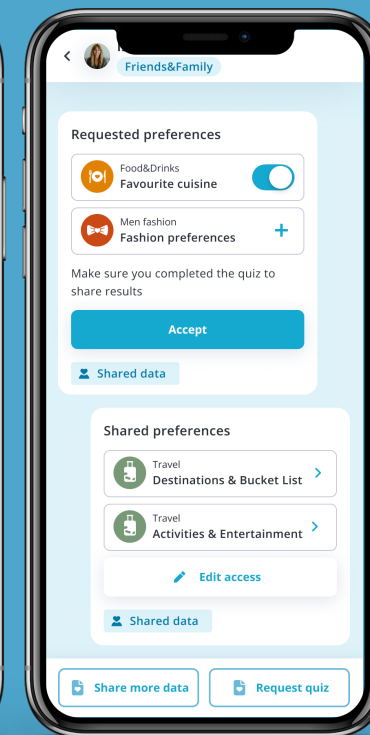 Friends&Family
Requested preferences
Food&Drinks
Favourite cuisine
Men fashion
Fashion preferences
Make sure you completed the quiz to
share results
Accept
Shared data
Shared preferences
Travel
Destinations & Bucket List
Travel
Activities & Entertainment
Edit access
Shared data
Share more data
Request quiz